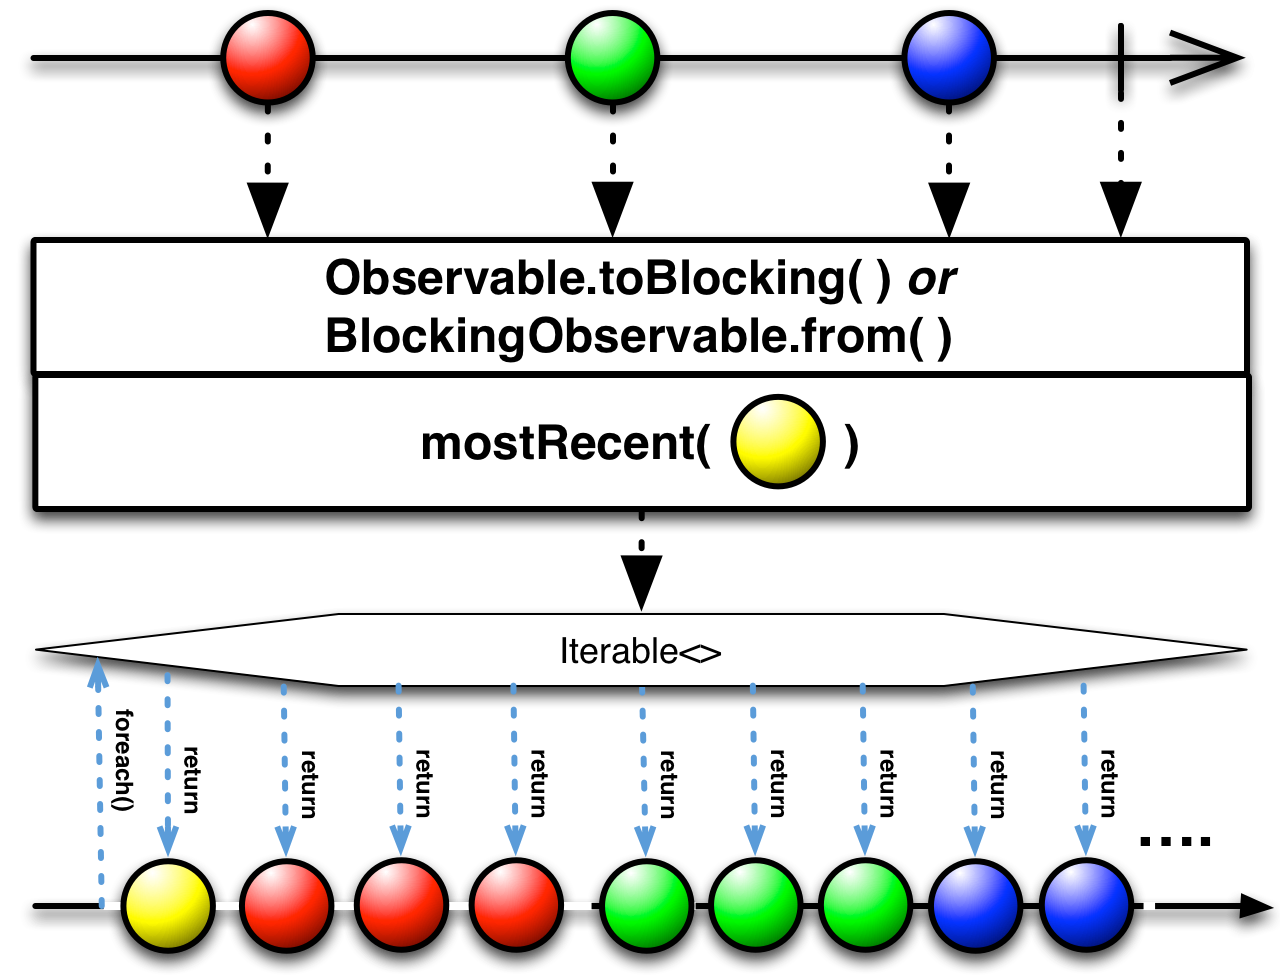 Observable.toBlocking( ) or
BlockingObservable.from( )
mostRecent( )
Iterable<>
foreach()
return
return
return
return
return
return
return
return
return